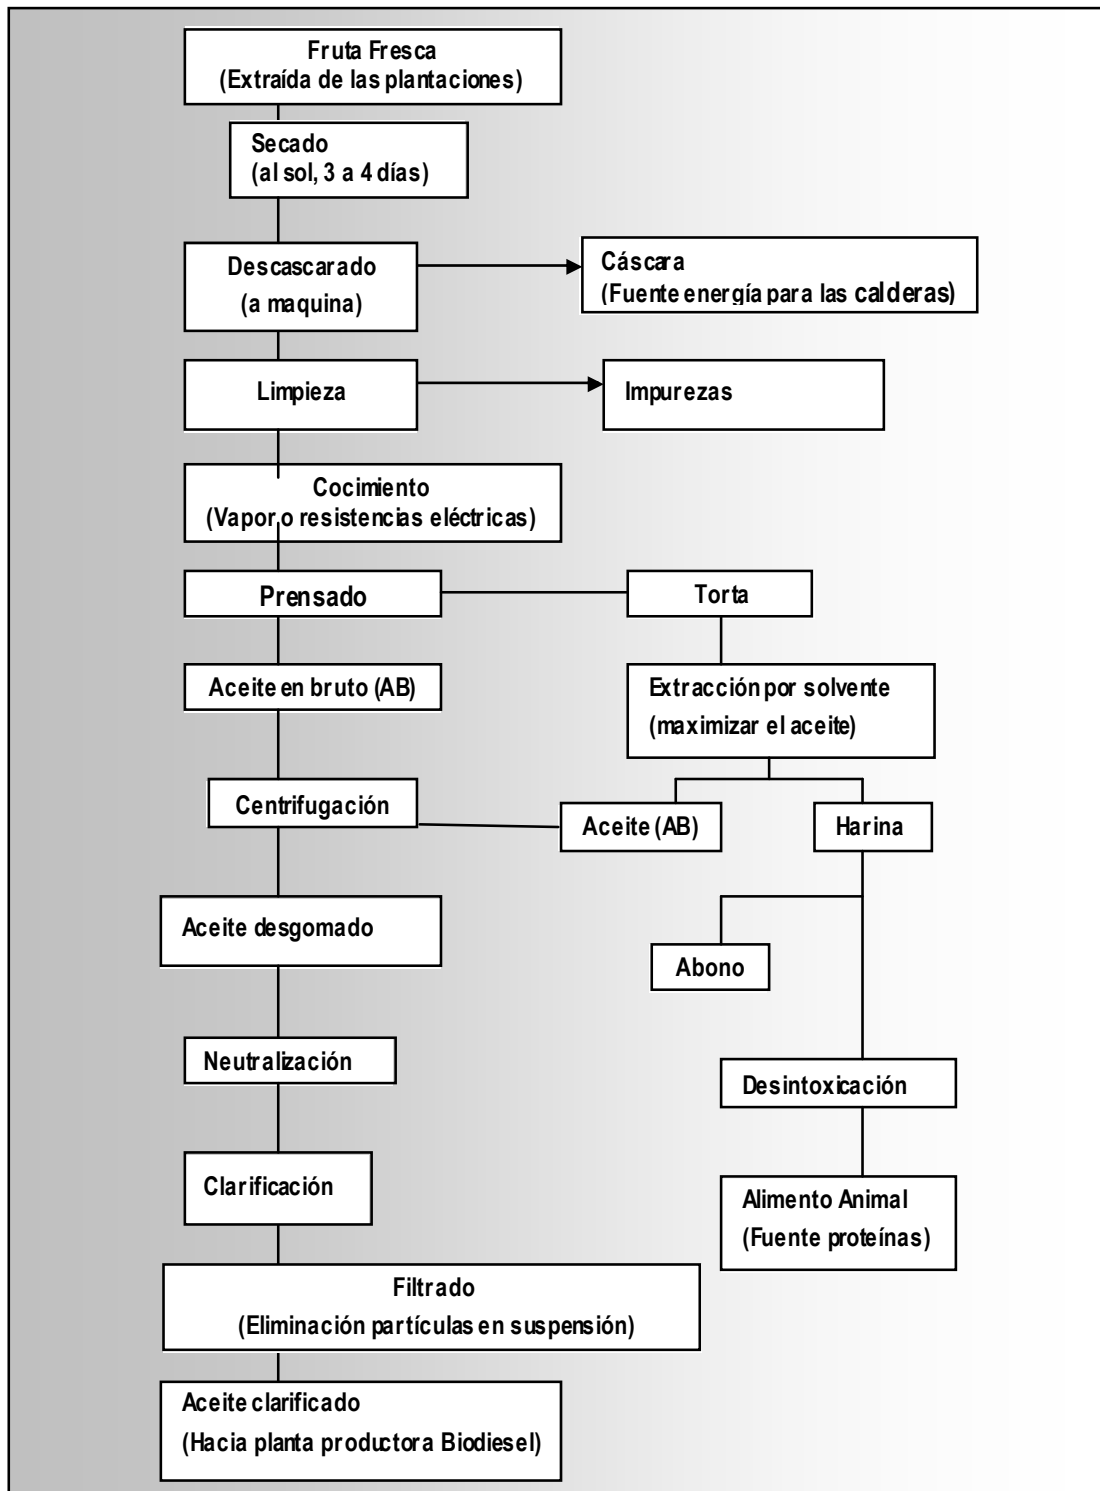 Fruta Fresca
(Extraída de las plantaciones)
Secado
(al sol, 3 a 4 días)
Descascarado
(a maquina)
Cáscara
(Fuente energía para las calderas)
Limpieza
Impurezas
Cocimiento
(Vapor o resistencias eléctricas)
Prensado
Torta
Aceite en bruto (AB)
Extracción por solvente
(maximizar el aceite)
Centrifugación
Aceite (AB)
Harina
Aceite desgomado
Abono
Neutralización
Desintoxicación
Clarificación
Alimento Animal
(Fuente proteínas)
Filtrado
(Eliminación partículas en suspensión)
Aceite clarificado
(Hacia planta productora Biodiesel)